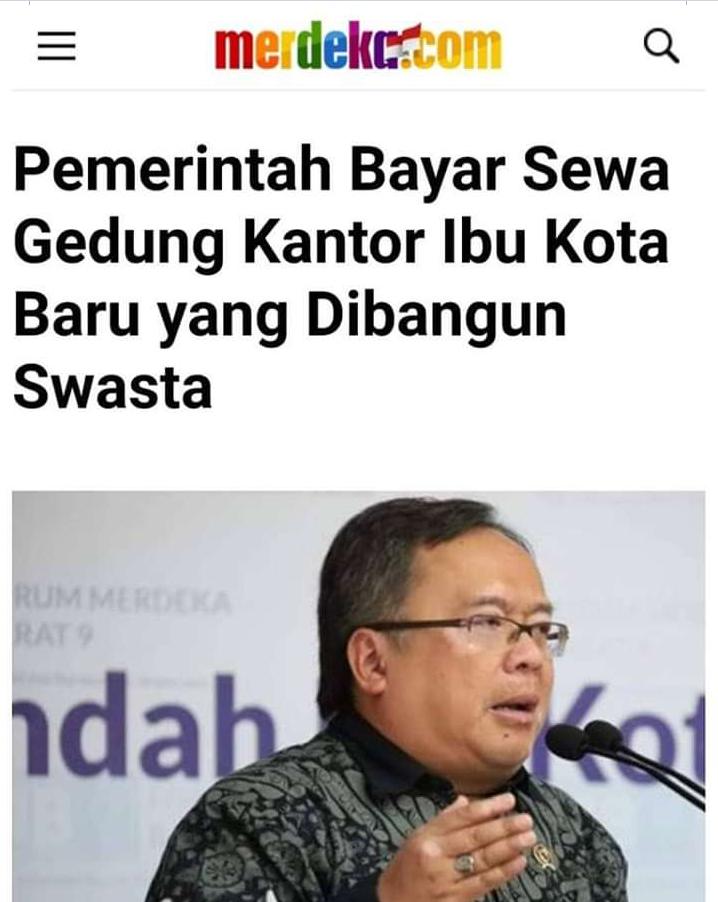 merdeka.com
Pemerintah Bayar Sewa
Gedung Kantor Ibu Kota
Baru yang Dibangun
Swasta
RUM MERDEKA
RAT 9
ndah Kot